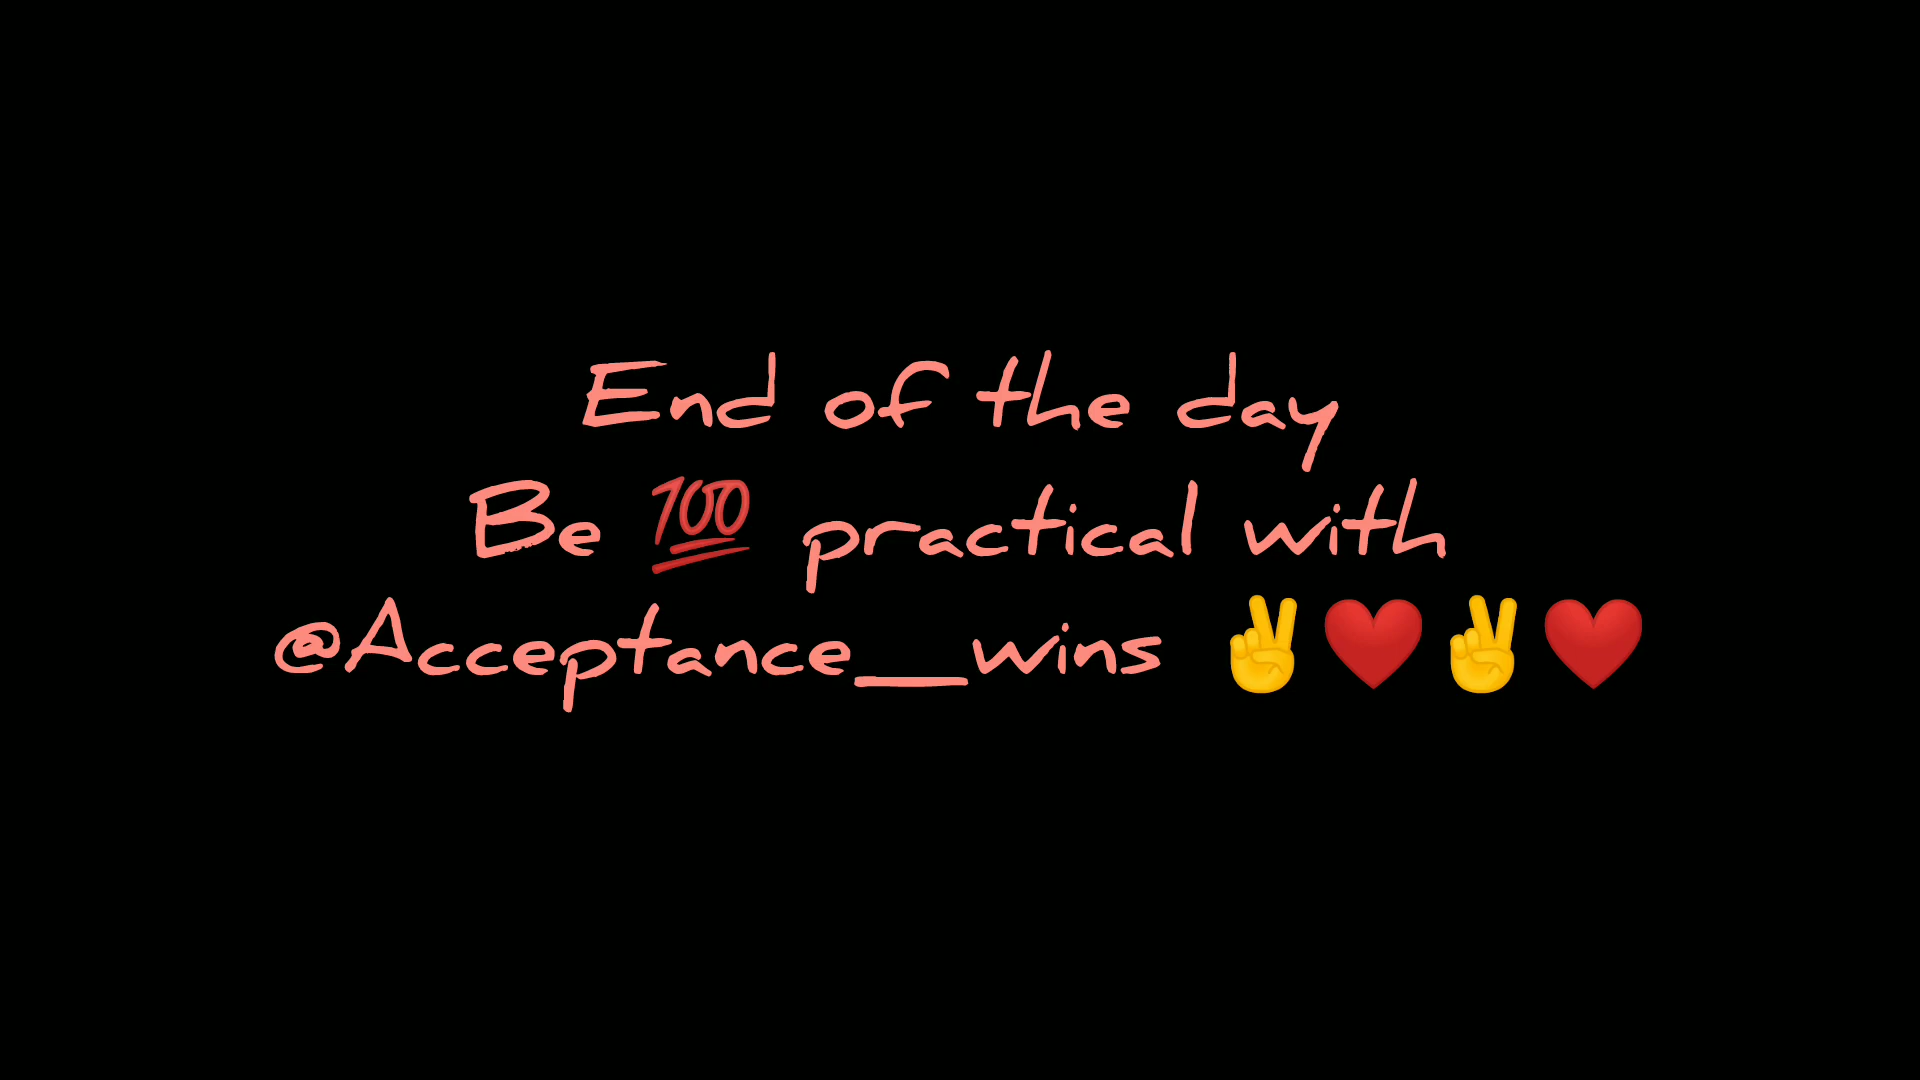 End of the day
Be 💯 practical with
@Acceptance__wins ✌❤✌❤